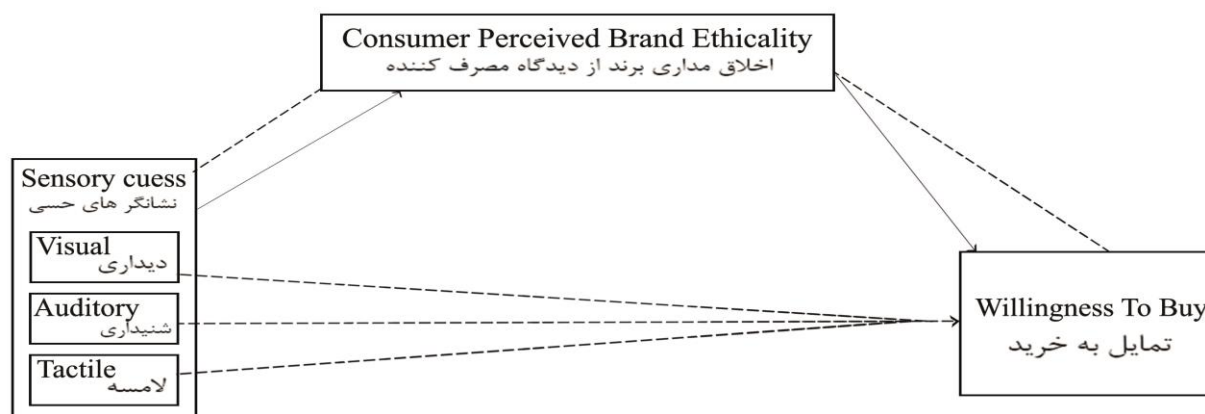 Consumer Perceived Brand Ethicality
اخلاق مداری برند از دیدگاه مصرف کننده
Sensory cuess
نشانگر های حسی
Visual
دیداری
Auditory
شنیداری
Tactile
لامسه
Willingness To Buy
تمایل به خرید